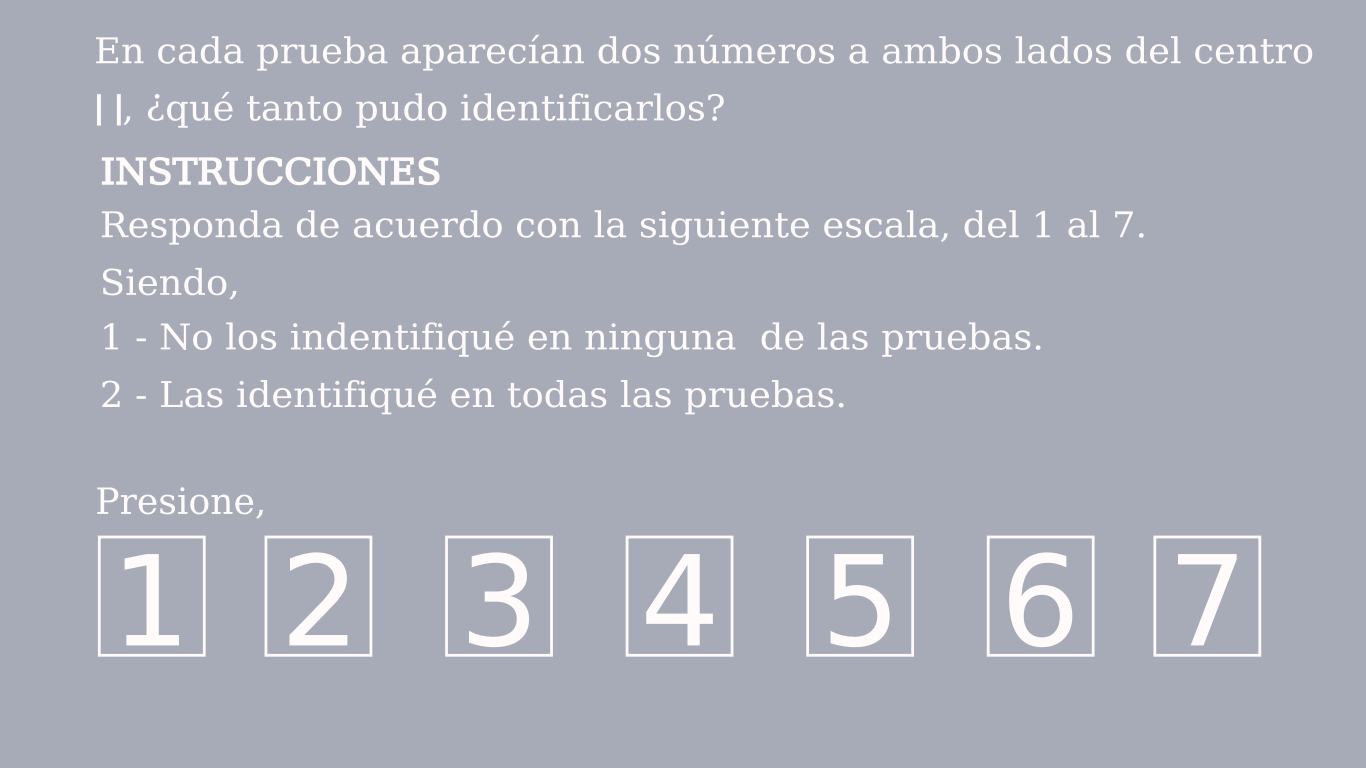 En cada prueba aparecían dos números a ambos lados del centro
| |, ¿qué tanto pudo identificarlos?
INSTRUCCIONES
Responda de acuerdo con la siguiente escala, del 1 al 7.
Siendo,
1 - No los indentifiqué en ninguna  de las pruebas.
2 - Las identifiqué en todas las pruebas.
Presione,
1 2 3 4 5 6 7